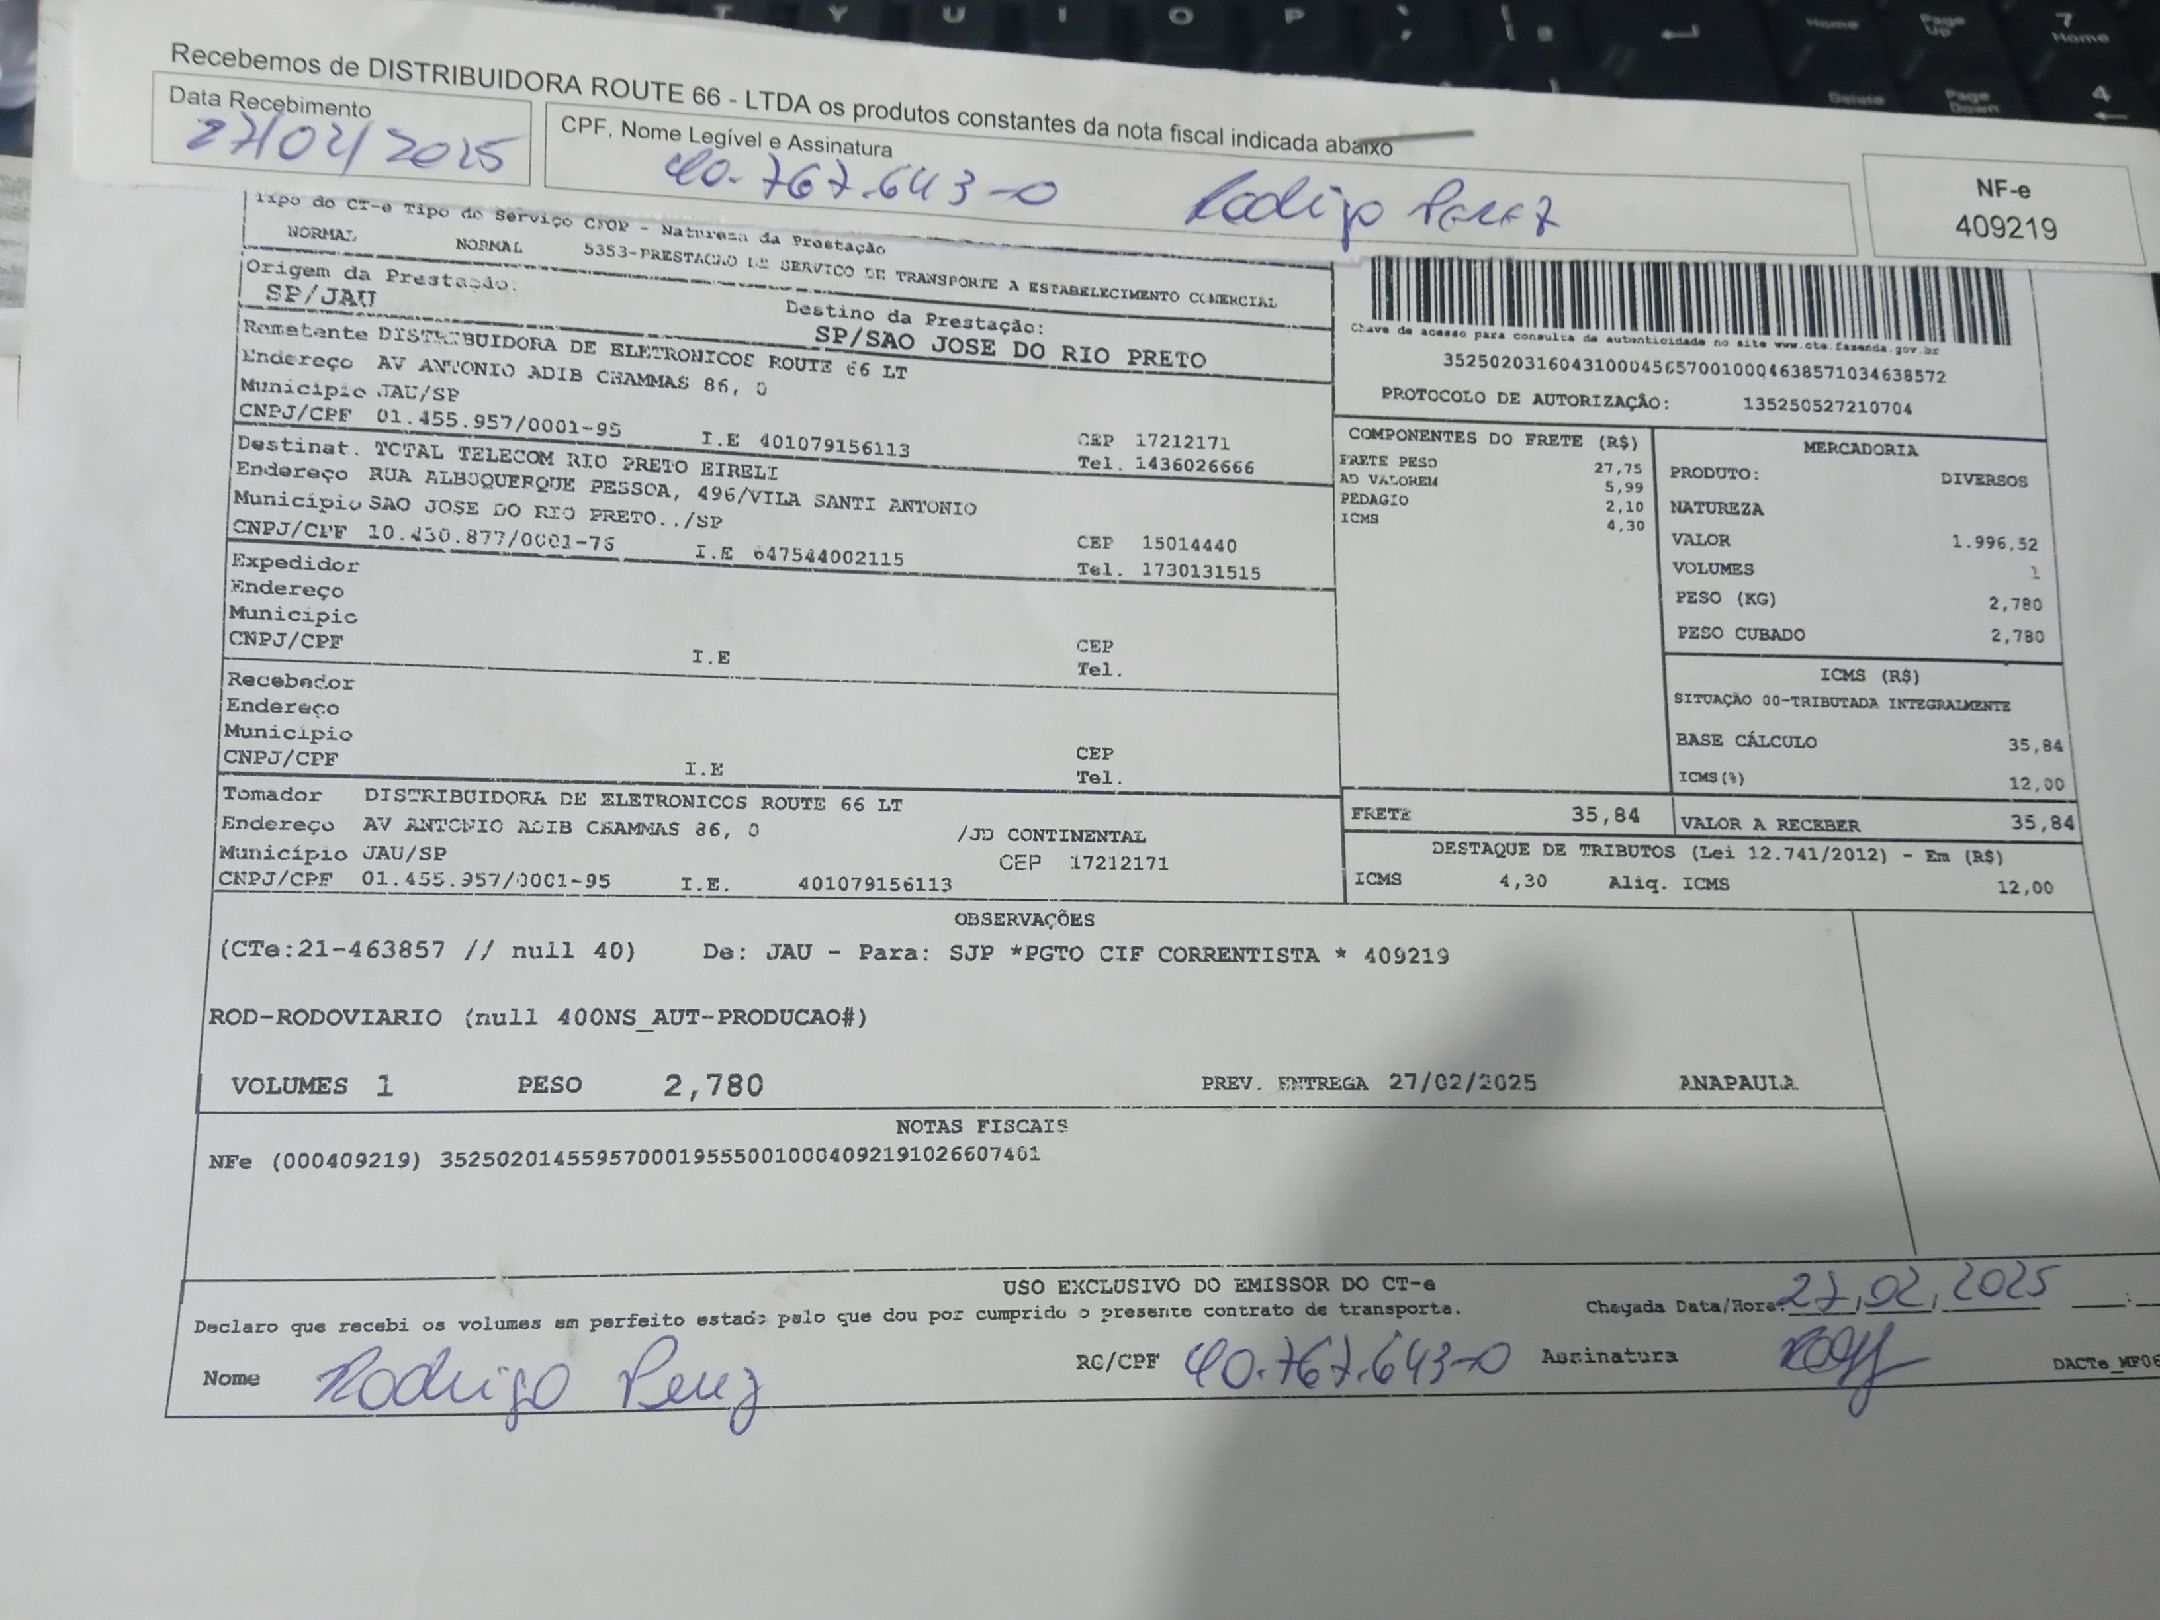 Recebemos de DISTRIBUIDORA ROUTE 66 - LTDA os produtos constantes da nota fiscal indicada abaixo
Data Recebimento
27/02/2025
CPF, Nome Legível e Assinatura
40.767.643-0 Rodrigo Perez
NF-e
409219
Tipo do CT-e Tipo do Serviço CFOP - Natureza da Prestação
NORMAL NORMAL 5353-PRESTACAO DE SERVICO DE TRANSPORTE A ESTABELECIMENTO COMERCIAL
Origem da Prestação:
SP/JAU
Destino da Prestação:
SP/SAO JOSE DO RIO PRETO
Remetente DISTRIBUIDORA DE ELETRONICOS ROUTE 66 LT
Endereço AV ANTONIO ADIB CHAMMAS 86, 0
Município JAU/SP
CNPJ/CPF 01.455.957/0001-95 I.E 401079156113
CEP 17212171
Tel. 1436026666
Destinat. TOTAL TELECOM RIO PRETO EIRELI
Endereço RUA ALBUQUERQUE PESSOA, 496/VILA SANTI ANTONIO
Município SAO JOSE DO RIO PRETO../SP
CNPJ/CPF 10.430.877/0001-76 I.E 647544002115
CEP 15014440
Tel. 1730131515
Expedidor
Endereço
Município
CNPJ/CPF I.E
CEP
Tel.
Recebedor
Endereço
Município
CNPJ/CPF I.E
CEP
Tel.
Tomador DISTRIBUIDORA DE ELETRONICOS ROUTE 66 LT
Endereço AV ANTONIO ADIB CHAMMAS 86, 0 /JD CONTINENTAL
Município JAU/SP CEP 17212171
CNPJ/CPF 01.455.957/0001-95 I.E. 401079156113
Chave de acesso para consulta de autenticidade no site www.cte.fazenda.gov.br
35250203160431000456570010004638571034638572
PROTOCOLO DE AUTORIZAÇÃO: 135250527210704
COMPONENTES DO FRETE (R$)
FRETE PESO 27,75
AD VALOREM 5,99
PEDAGIO 2,10
ICMS 4,30
MERCADORIA
PRODUTO: DIVERSOS
NATUREZA
VALOR 1.996,52
VOLUMES 1
PESO (KG) 2,780
PESO CUBADO 2,780
ICMS (R$)
SITUAÇÃO 00-TRIBUTADA INTEGRALMENTE
BASE CÁLCULO 35,84
ICMS(%) 12,00
FRETE 35,84 VALOR A RECEBER 35,84
DESTAQUE DE TRIBUTOS (Lei 12.741/2012) - Em (R$)
ICMS 4,30 Aliq. ICMS 12,00
OBSERVAÇÕES
(CTe:21-463857 // null 40) De: JAU - Para: SJP *PGTO CIF CORRENTISTA * 409219
ROD-RODOVIARIO (null 400NS_AUT-PRODUCAO#)
VOLUMES 1 PESO 2,780 PREV. ENTREGA 27/02/2025 ANAPAULA
NOTAS FISCAIS
NFe (000409219) 35250201455957000195550010004092191026607401
USO EXCLUSIVO DO EMISSOR DO CT-e
Declaro que recebi os volumes em perfeito estado pelo que dou por cumprido o presente contrato de transporte.
Chegada Data/Hora: 27,02,2025 :
Nome Rodrigo Perez RG/CPF 40.767.643-0 Assinatura
DACTe_MP06
T Y U I O P
Home Page Up 7 Home
Delete Page Down 4